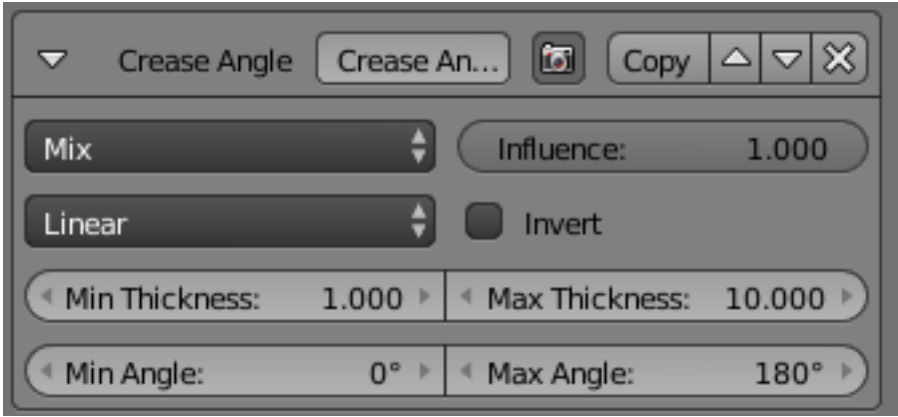 Crease Angle Crease An... Copy
Mix Influence: 1.000
Linear Invert
Min Thickness: 1.000 Max Thickness: 10.000
Min Angle: 0° Max Angle: 180°